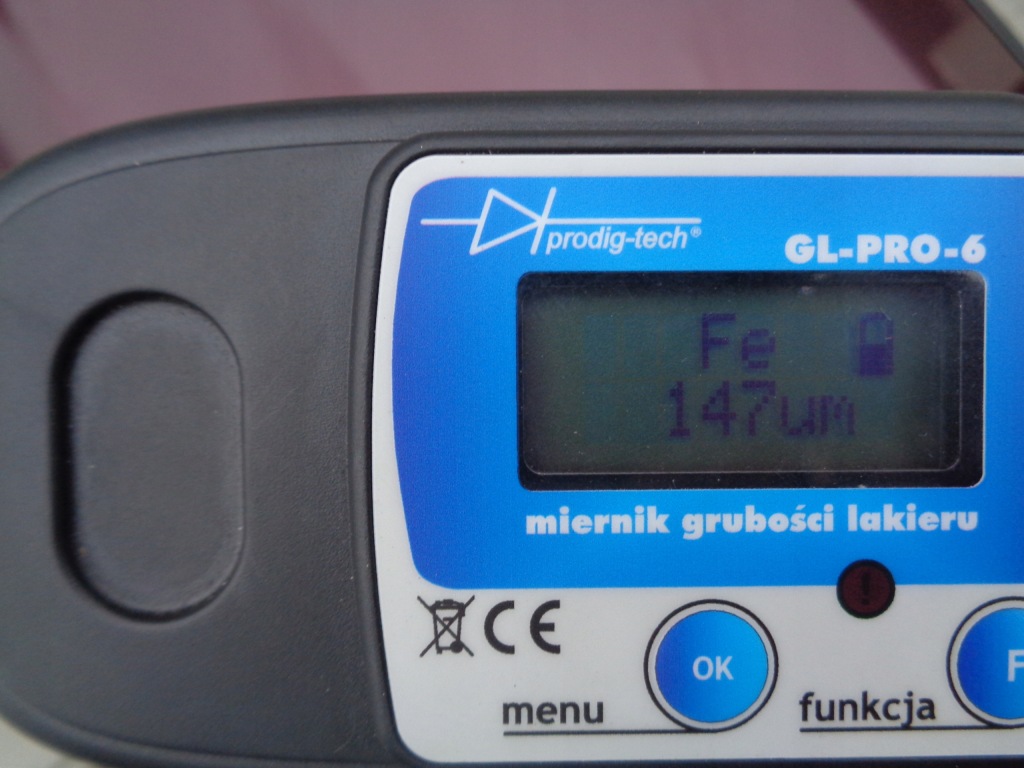 prodig-tech®
GL-PRO-6
Fe
147um
miernik grubości lakieru
!
CE
OK
F
menu
funkcja